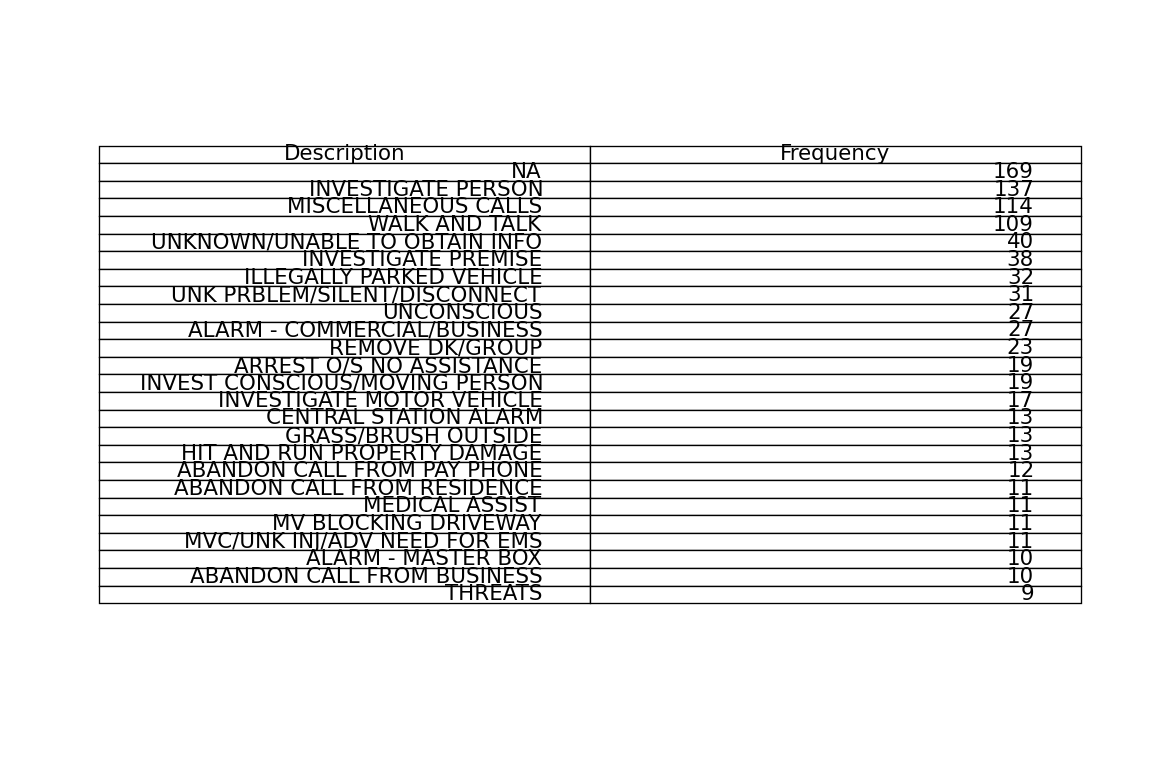 Description Frequency
NA 169
INVESTIGATE PERSON 137
MISCELLANEOUS CALLS 114
WALK AND TALK 109
UNKNOWN/UNABLE TO OBTAIN INFO 40
INVESTIGATE PREMISE 38
ILLEGALLY PARKED VEHICLE 32
UNK PRBLEM/SILENT/DISCONNECT 31
UNCONSCIOUS 27
ALARM - COMMERCIAL/BUSINESS 27
REMOVE DK/GROUP 23
ARREST O/S NO ASSISTANCE 19
INVEST CONSCIOUS/MOVING PERSON 19
INVESTIGATE MOTOR VEHICLE 17
CENTRAL STATION ALARM 13
GRASS/BRUSH OUTSIDE 13
HIT AND RUN PROPERTY DAMAGE 13
ABANDON CALL FROM PAY PHONE 12
ABANDON CALL FROM RESIDENCE 11
MEDICAL ASSIST 11
MV BLOCKING DRIVEWAY 11
MVC/UNK INJ/ADV NEED FOR EMS 11
ALARM - MASTER BOX 10
ABANDON CALL FROM BUSINESS 10
THREATS 9